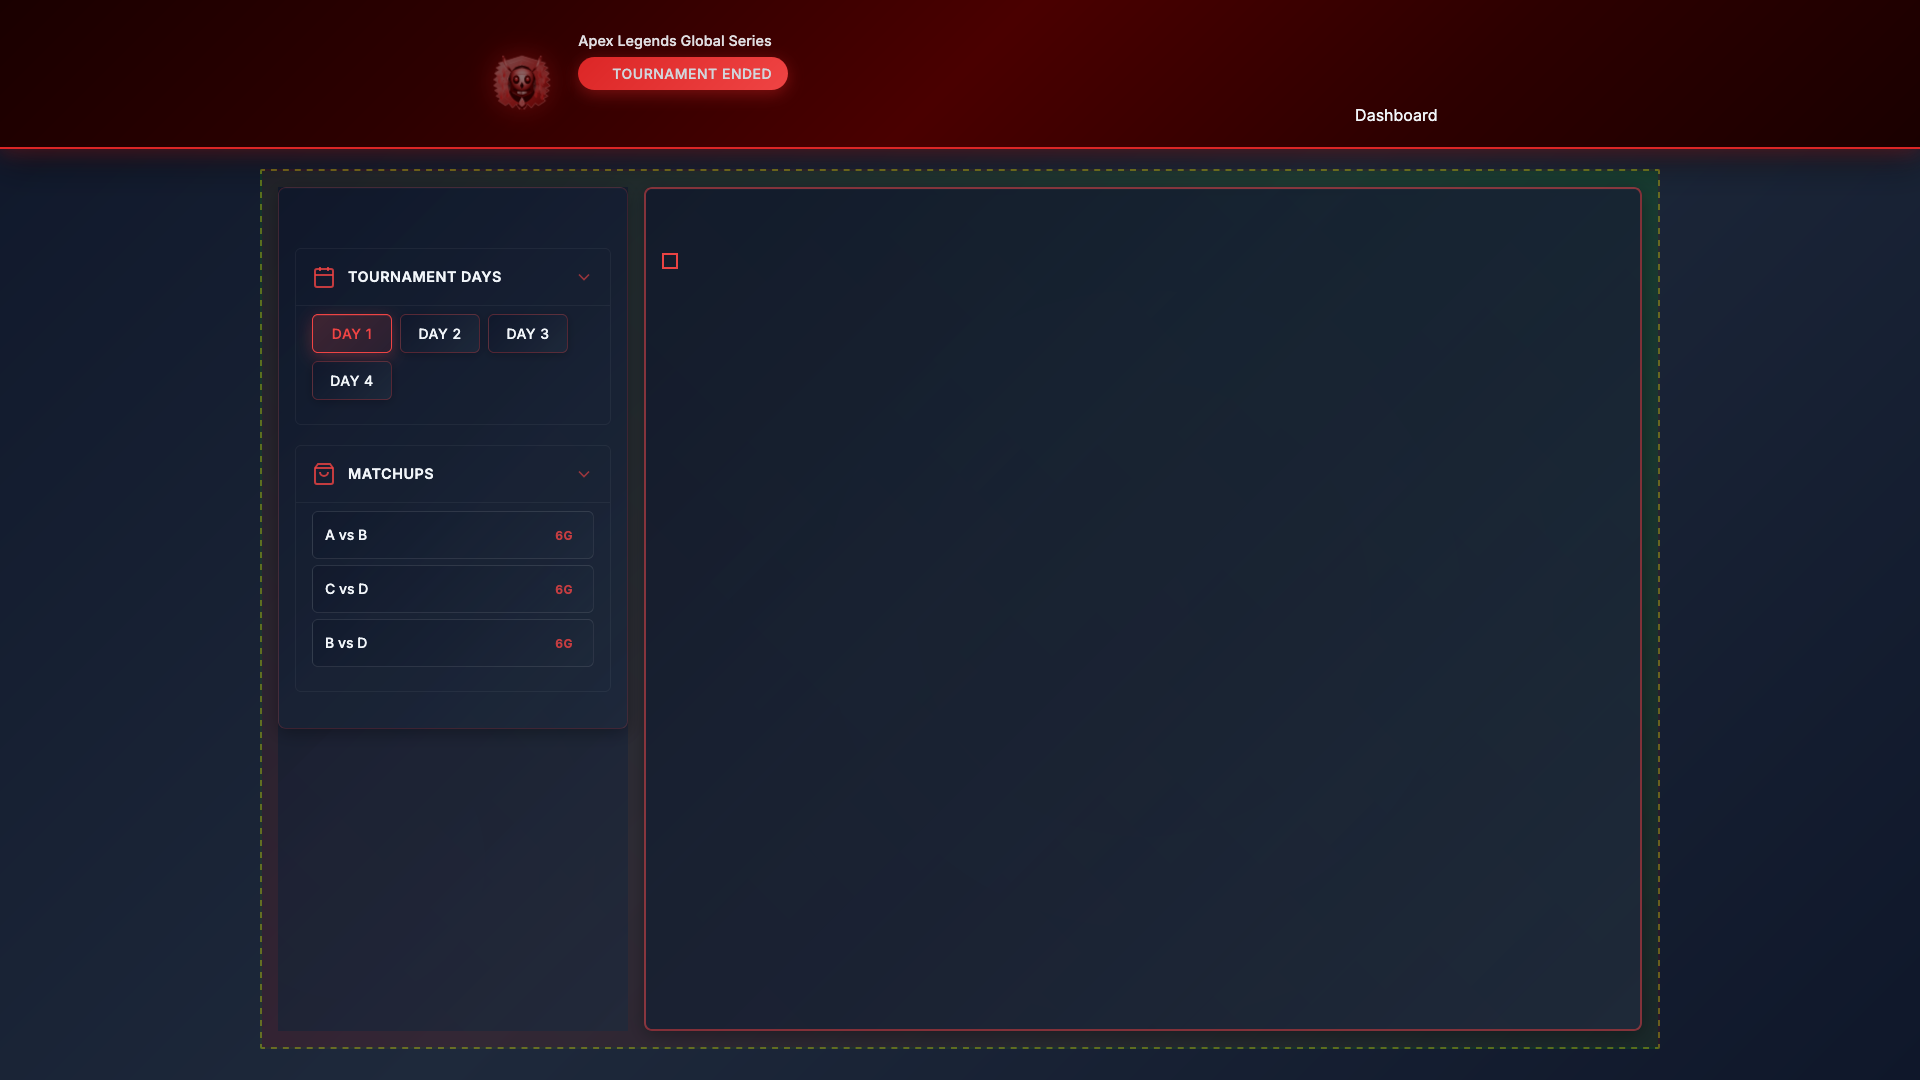 Apex Legends Global Series
TOURNAMENT ENDED
Dashboard
TOURNAMENT DAYS
DAY 1
DAY 2
DAY 3
DAY 4
MATCHUPS
A vs B
6G
C vs D
6G
B vs D
6G